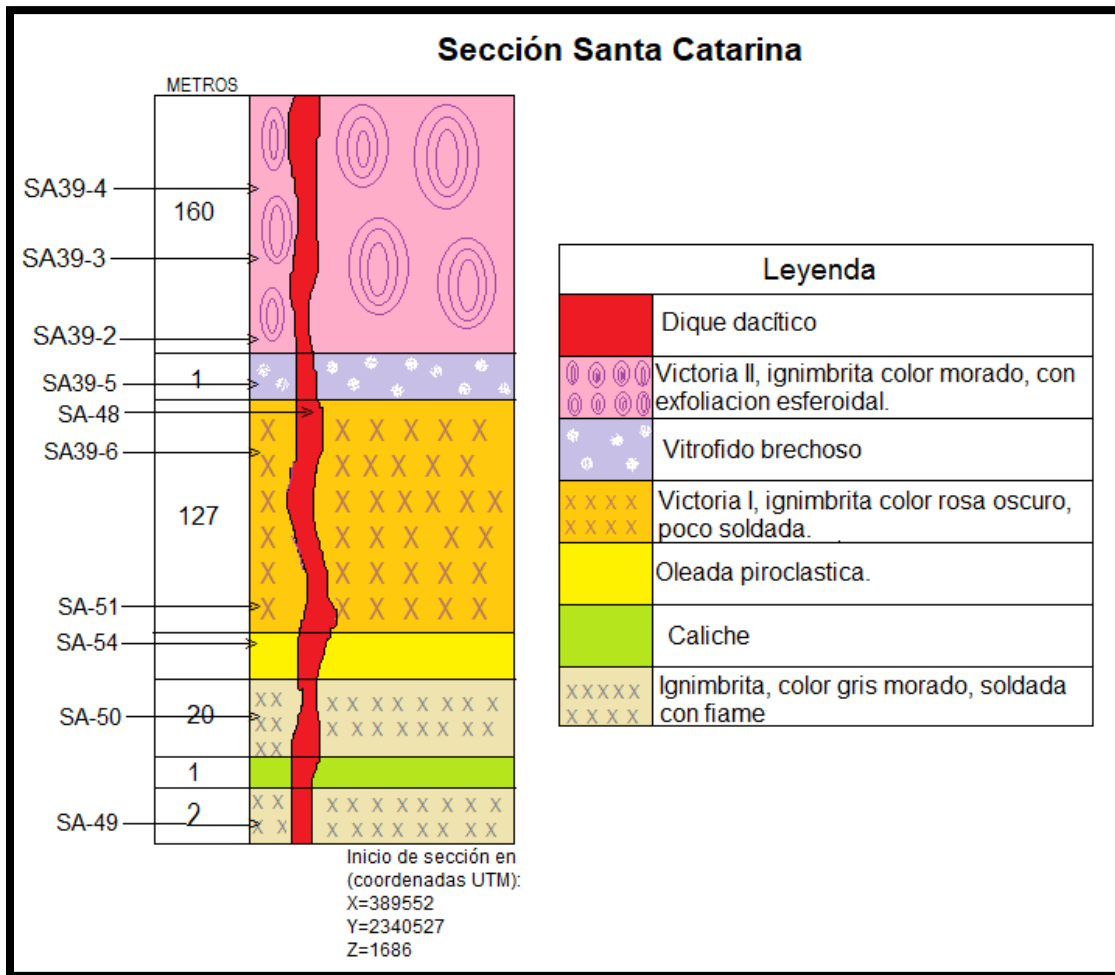 Sección Santa Catarina
METROS
SA39-4
160
SA39-3
SA39-2
SA39-5
1
SA-48
SA39-6
127
SA-51
SA-54
SA-50
20
1
SA-49
2
Inicio de sección en
(coordenadas UTM):
X=389552
Y=2340527
Z=1686
Leyenda
Dique dacítico
Victoria II, ignimbrita color morado, con
exfoliacion esferoidal.
Vitrofido brechoso
Victoria I, ignimbrita color rosa oscuro,
poco soldada.
Oleada piroclastica.
Caliche
Ignimbrita, color gris morado, soldada
con fiame